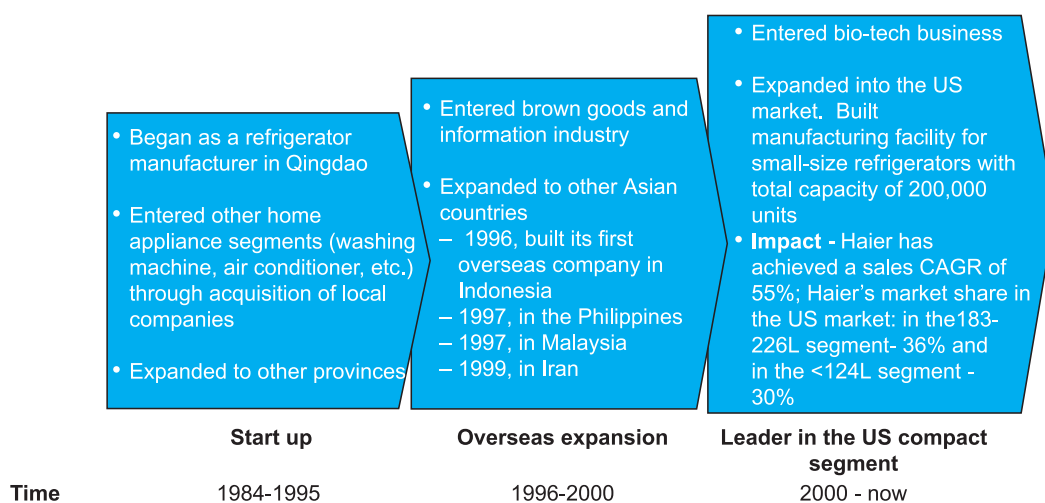 • Began as a refrigerator
manufacturer in Qingdao
• Entered other home
appliance segments (washing
machine, air conditioner, etc.)
through acquisition of local
companies
• Expanded to other provinces
• Entered brown goods and
information industry
• Expanded to other Asian
countries
– 1996, built its first
overseas company in
Indonesia
– 1997, in the Philippines
– 1997, in Malaysia
– 1999, in Iran
• Entered bio-tech business
• Expanded into the US
market. Built
manufacturing facility for
small-size refrigerators with
total capacity of 200,000
units
• Impact - Haier has
achieved a sales CAGR of
55%; Haier's market share in
the US market: in the183-
226L segment- 36% and
in the <124L segment -
30%
Start up
Overseas expansion
Leader in the US compact
segment
Time
1984-1995
1996-2000
2000 - now